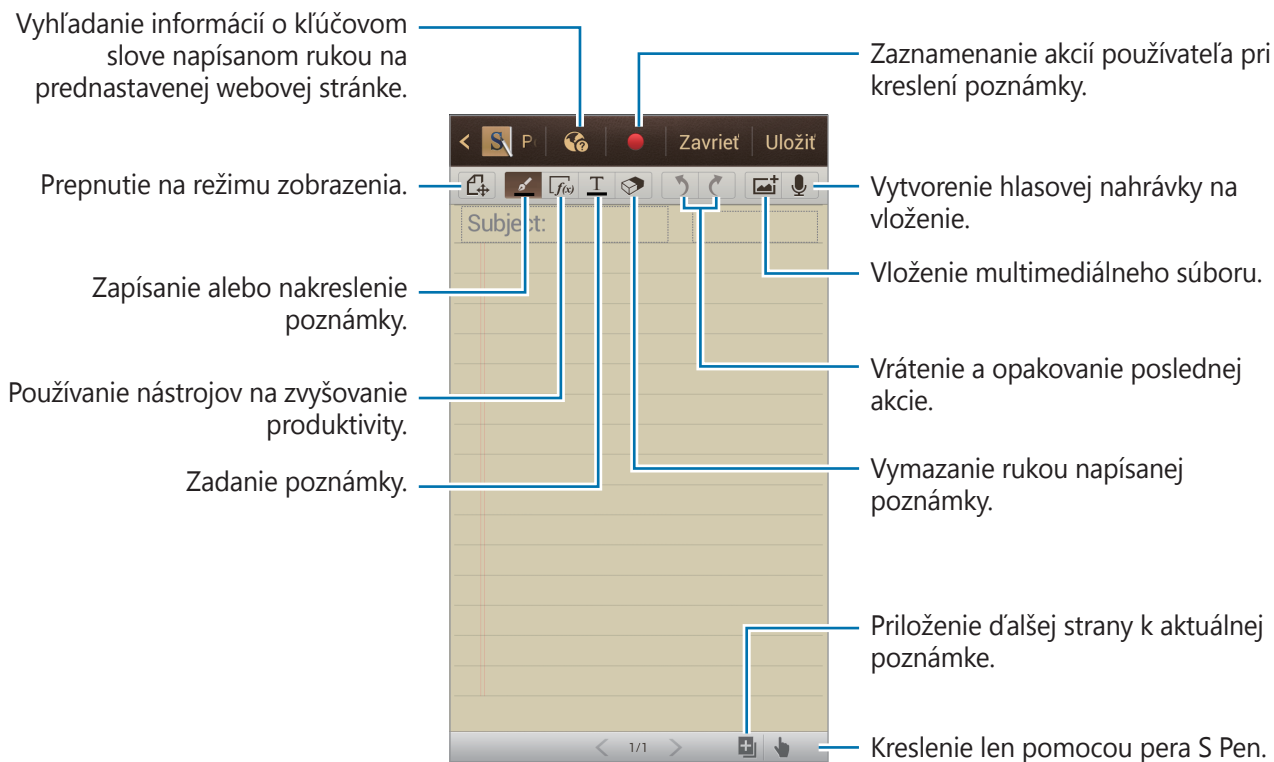 Vyhľadanie informácií o kľúčovom
slove napísanom rukou na
prednastavenej webovej stránke.
Zaznamenanie akcií používateľa pri
kreslení poznámky.
Zavrieť Uložiť
Prepnutie na režimu zobrazenia.
f(x) T
Vytvorenie hlasovej nahrávky na
vloženie.
Subject:
Zapísanie alebo nakreslenie
poznámky.
Vloženie multimediálneho súboru.
Používanie nástrojov na zvyšovanie
produktivity.
Vrátenie a opakovanie poslednej
akcie.
Zadanie poznámky.
Vymazanie rukou napísanej
poznámky.
Priloženie ďalšej strany k aktuálnej
poznámke.
1/1
Kreslenie len pomocou pera S Pen.